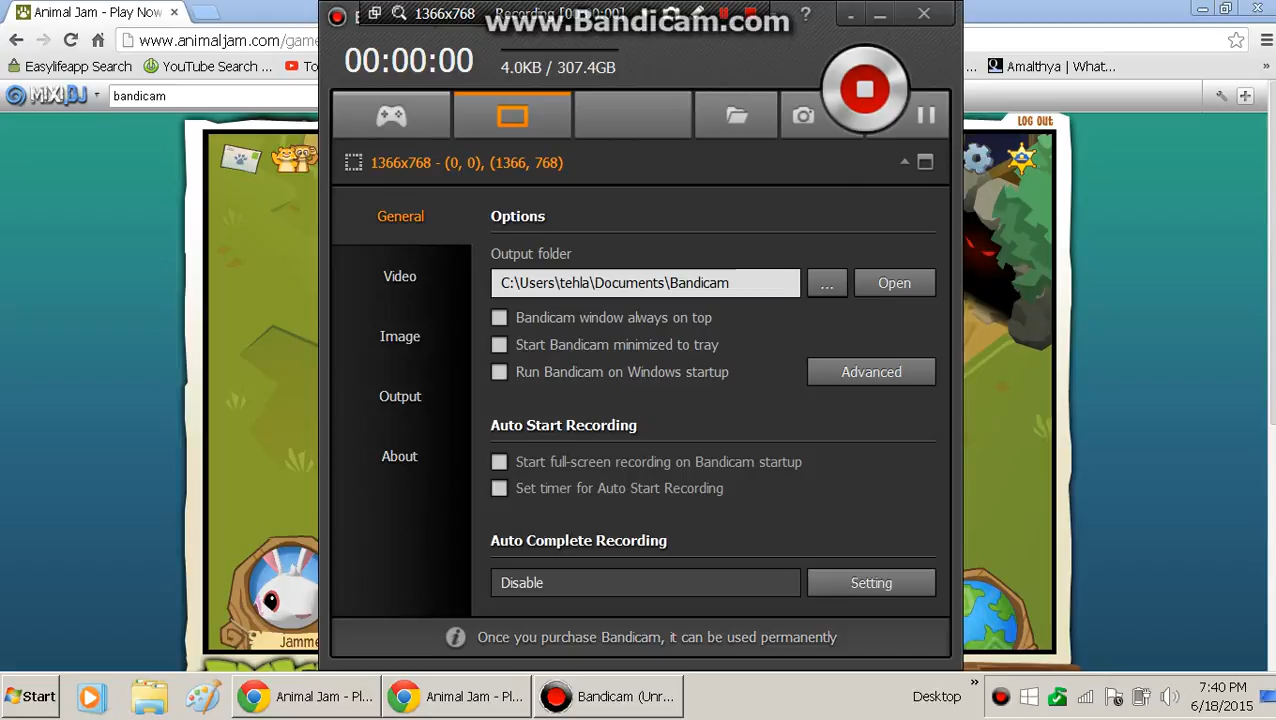 Animal Jam - Play Now
1366x768
Recording [00:00:00]
www.Bandicam.com
www.animaljam.com/game
Easylifeapp Search
YouTube Search
To
Amalthya | What...
bandicam
00:00:00
4.0KB / 307.4GB
LOG OUT
1366x768 - (0, 0), (1366, 768)
General
Video
Image
Output
About
Options
Output folder
C:\Users\tehla\Documents\Bandicam
...
Open
Bandicam window always on top
Start Bandicam minimized to tray
Run Bandicam on Windows startup
Advanced
Auto Start Recording
Start full-screen recording on Bandicam startup
Set timer for Auto Start Recording
Auto Complete Recording
Disable
Setting
Once you purchase Bandicam, it can be used permanently
Jamme
Start
Animal Jam - Pl...
Animal Jam - Pl...
Bandicam (Unr...
Desktop
7:40 PM
6/18/2015